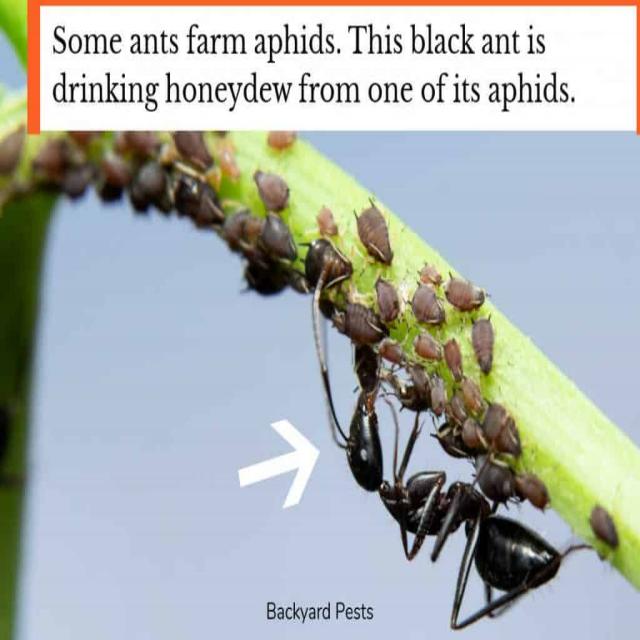 Some ants farm aphids. This black ant is
drinking honeydew from one of its aphids.
Backyard Pests